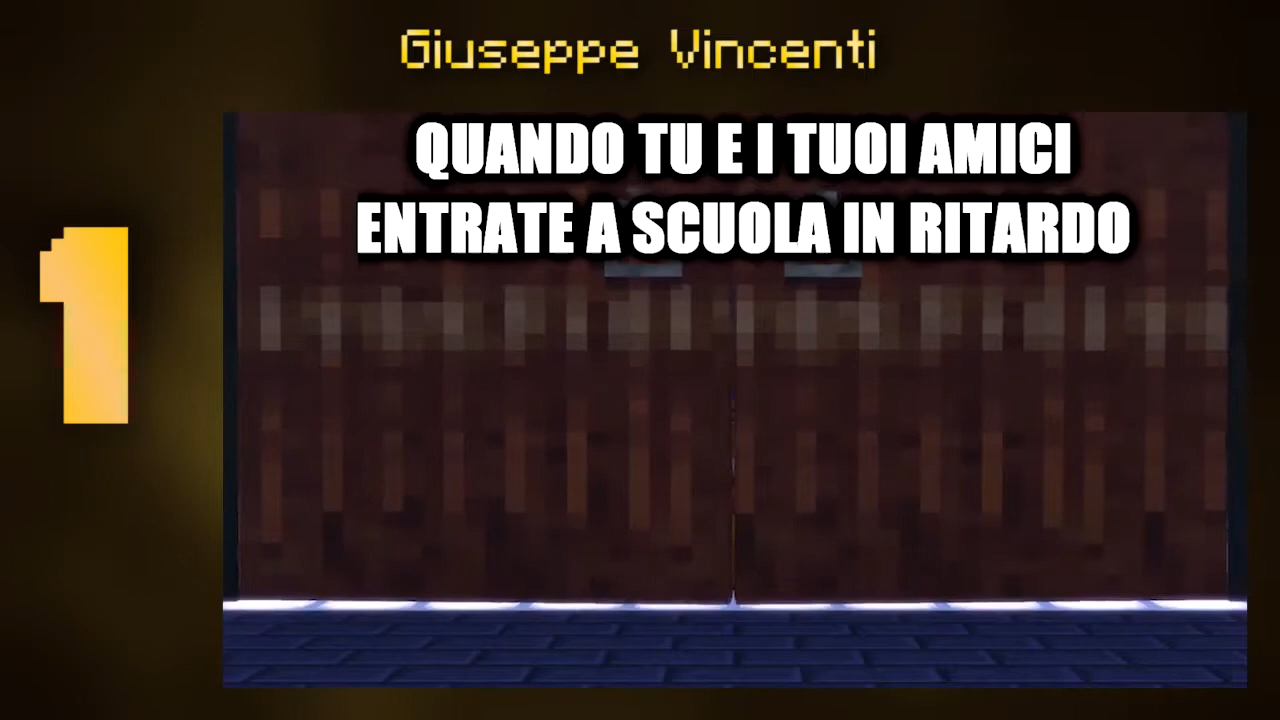 Giuseppe Vincenti
QUANDO TU E I TUOI AMICI
ENTRATE A SCUOLA IN RITARDO
1